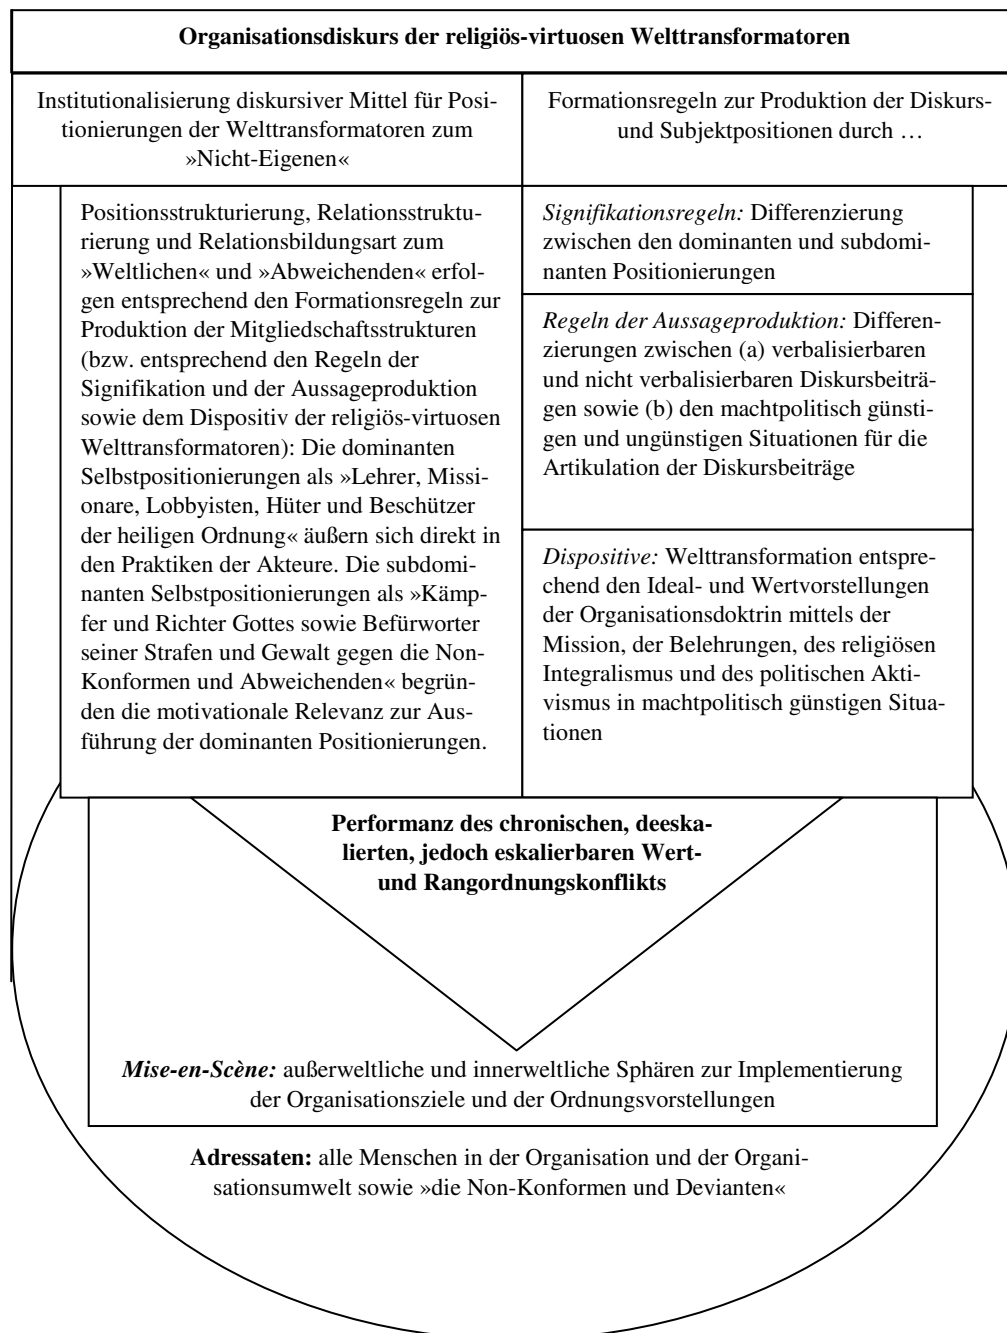 Organisationsdiskurs der religiös-virtuosen Welttransformatoren
Institutionalisierung diskursiver Mittel für Posi-
tionierungen der Welttransformatoren zum
»Nicht-Eigenen«
Formationsregeln zur Produktion der Diskurs-
und Subjektpositionen durch …
Positionsstrukturierung, Relationsstruktu-
rierung und Relationsbildungsart zum
»Weltlichen« und »Abweichenden« erfol-
gen entsprechend den Formationsregeln zur
Produktion der Mitgliedschaftsstrukturen
(bzw. entsprechend den Regeln der
Signifikation und der Aussageproduktion
sowie dem Dispositiv der religiös-virtuosen
Welttransformatoren): Die dominanten
Selbstpositionierungen als »Lehrer, Missi-
onare, Lobbyisten, Hüter und Beschützer
der heiligen Ordnung« äußern sich direkt in
den Praktiken der Akteure. Die subdomi-
nanten Selbstpositionierungen als »Kämp-
fer und Richter Gottes sowie Befürworter
seiner Strafen und Gewalt gegen die Non-
Konformen und Abweichenden« begrün-
den die motivationale Relevanz zur Aus-
führung der dominanten Positionierungen.
Signifikationsregeln: Differenzierung
zwischen den dominanten und subdomi-
nanten Positionierungen
Regeln der Aussageproduktion: Differen-
zierungen zwischen (a) verbalisierbaren
und nicht verbalisierbaren Diskursbeiträ-
gen sowie (b) den machtpolitisch günsti-
gen und ungünstigen Situationen für die
Artikulation der Diskursbeiträge
Dispositive: Welttransformation entspre-
chend den Ideal- und Wertvorstellungen
der Organisationsdoktrin mittels der
Mission, der Belehrungen, des religiösen
Integralismus und des politischen Akti-
vismus in machtpolitisch günstigen Situa-
tionen
Performanz des chronischen, deeska-
lierten, jedoch eskalierbaren Wert-
und Rangordnungskonflikts
Mise-en-Scène: außerweltliche und innerweltliche Sphären zur Implementierung
der Organisationsziele und der Ordnungsvorstellungen
Adressaten: alle Menschen in der Organisation und der Organi-
sationsumwelt sowie »die Non-Konformen und Devianten«